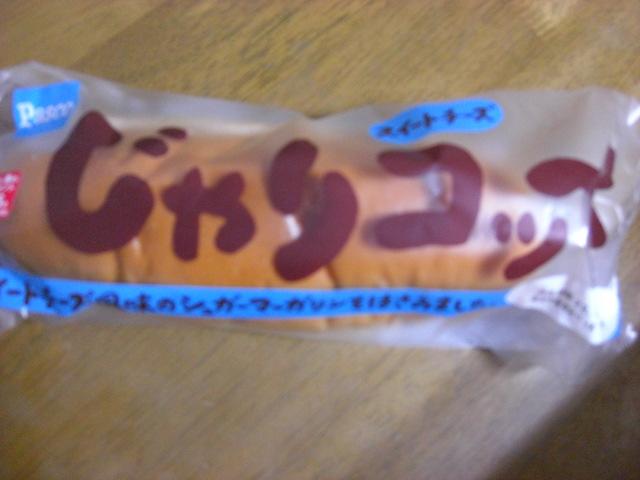 Pasco
スイートチーズ
じゃりコッペ
スイートチーズ風味のシュガーマーガリンをはさみました